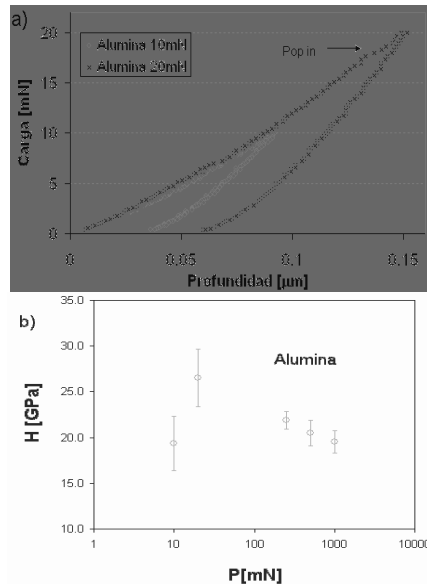 a)
20
15
10
5
0
Carga [mN]
Alumina 10mN
Alumina 20mN
Pop in
0 0.05 0.1 0.15
Profundidad [µm]
b)
Alumina
35.0
30.0
25.0
20.0
15.0
10.0
H [GPa]
1 10 100 1000 10000
P[mN]